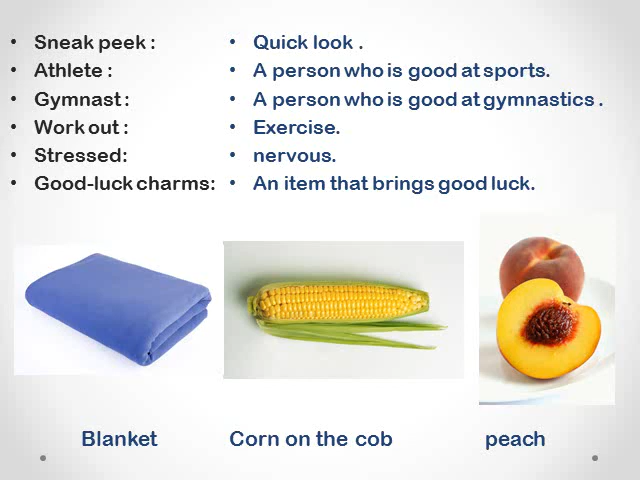 • Sneak peek : • Quick look .
• Athlete : • A person who is good at sports.
• Gymnast : • A person who is good at gymnastics .
• Work out : • Exercise.
• Stressed: • nervous.
• Good-luck charms: • An item that brings good luck.
Blanket Corn on the cob peach